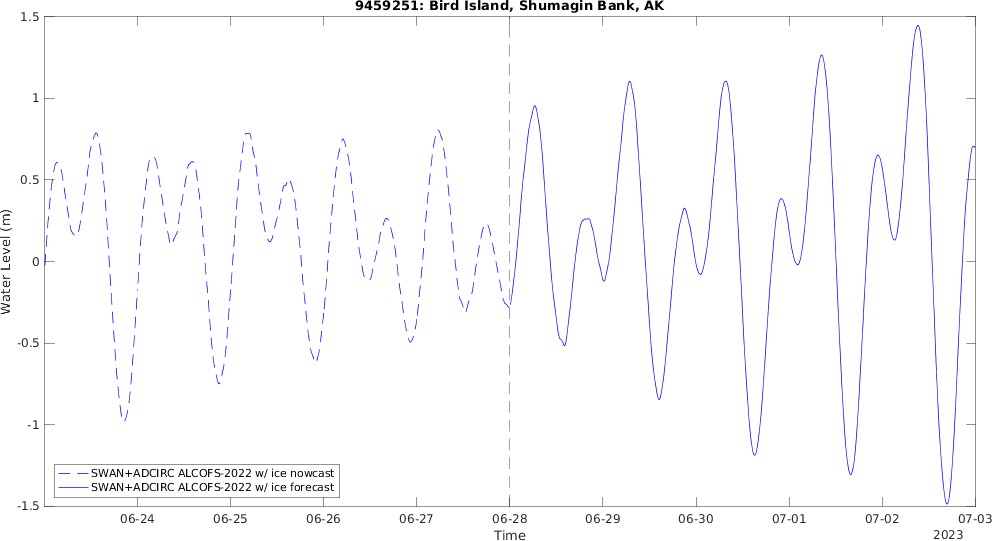 9459251: Bird Island, Shumagin Bank, AK
Water Level (m)
1.5
1
0.5
0
-0.5
-1
-1.5
SWAN+ADCIRC ALCOFS-2022 w/ ice nowcast
SWAN+ADCIRC ALCOFS-2022 w/ ice forecast
06-24 06-25 06-26 06-27 06-28 06-29 06-30 07-01 07-02 07-03
Time
2023